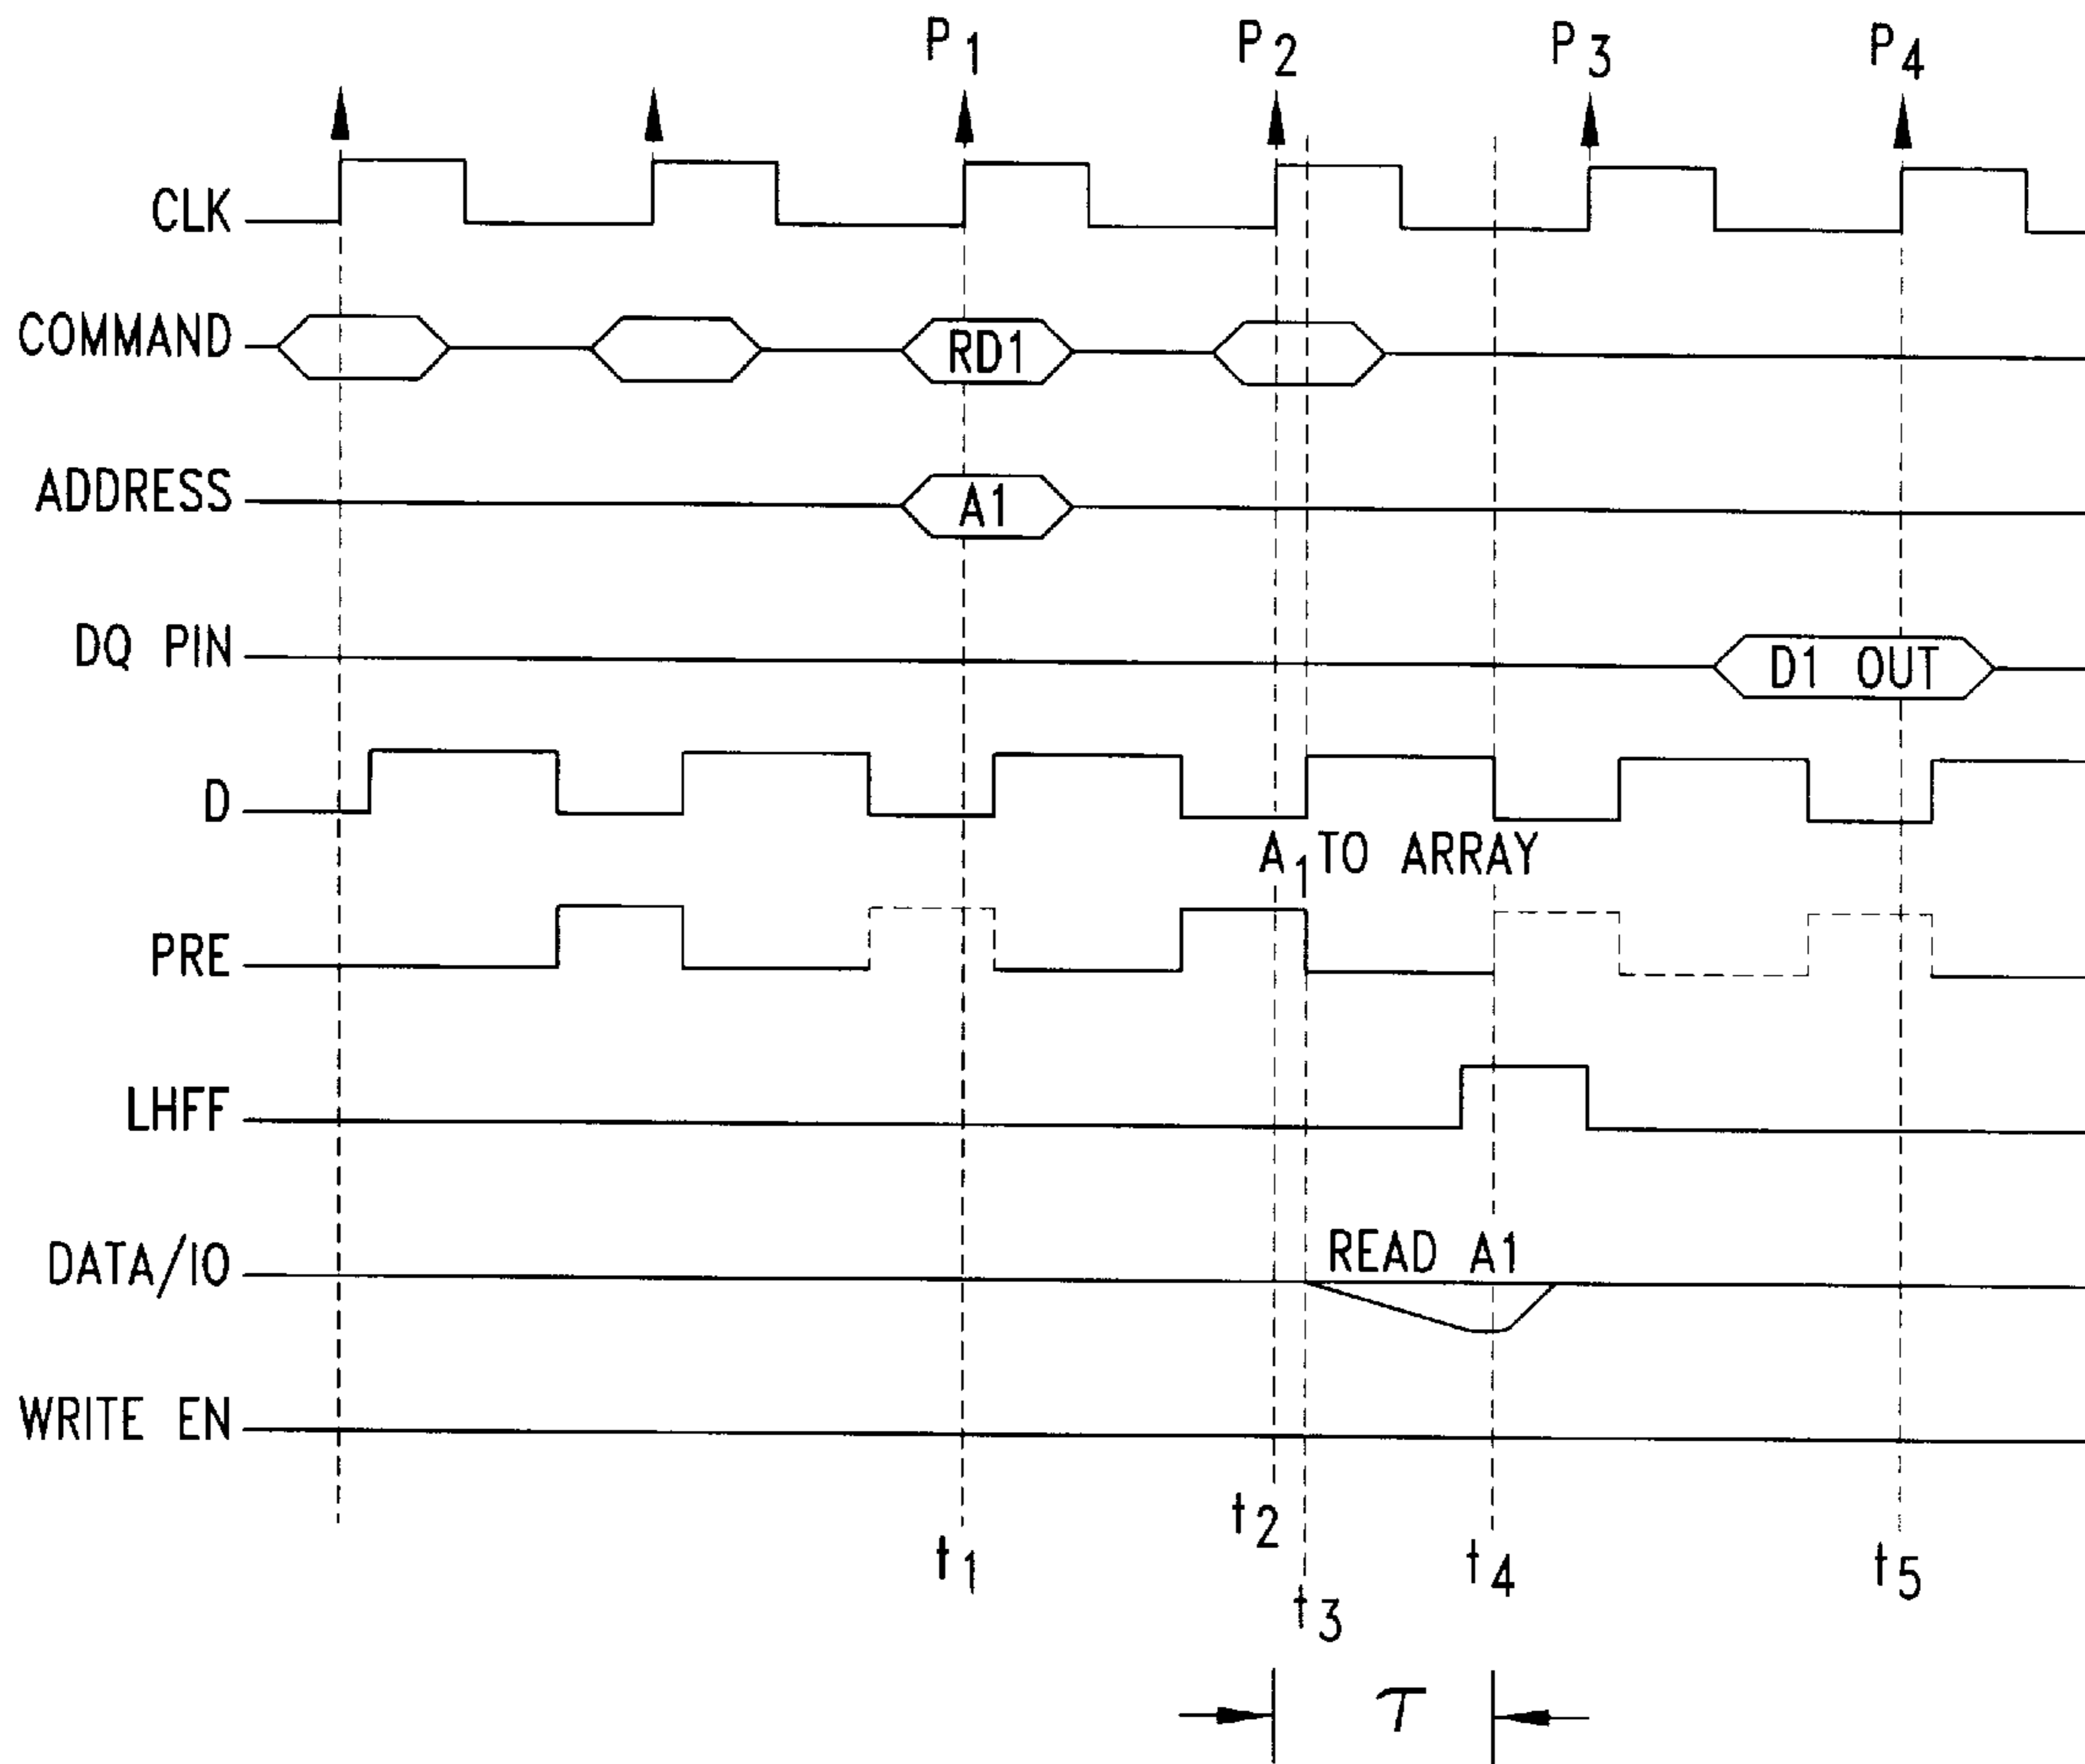 P1 P2 P3 P4
CLK
COMMAND RD1
ADDRESS A1
DQ PIN D1 OUT
D
A1 TO ARRAY
PRE
LHFF
DATA/IO READ A1
WRITE EN
t1 t2 t3 t4 t5
τ